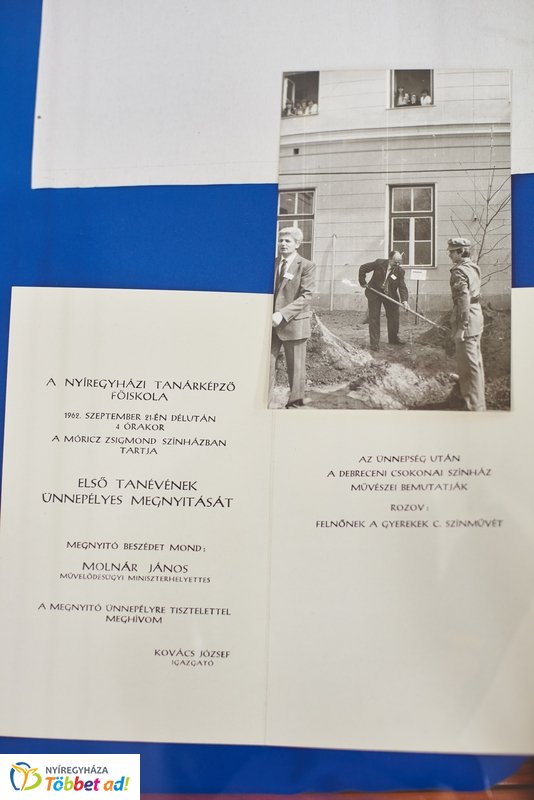 A NYÍREGYHÁZI TANÁRKÉPZŐ
FŐISKOLA
1962. SZEPTEMBER 21-ÉN DÉLUTÁN
4 ÓRAKOR
A MÓRICZ ZSIGMOND SZÍNHÁZBAN
TARTJA
ELSŐ TANÉVÉNEK
ÜNNEPÉLYES MEGNYITÁSÁT
MEGNYITÓ BESZÉDET MOND:
MOLNÁR JÁNOS
MŰVELŐDÉSÜGYI MINISZTERHELYETTES
A MEGNYITÓ ÜNNEPÉLYRE TISZTELETTEL
MEGHÍVOM
KOVÁCS JÓZSEF
IGAZGATÓ
AZ ÜNNEPSÉG UTÁN
A DEBRECENI CSOKONAI SZÍNHÁZ
MŰVÉSZEI BEMUTATJÁK
ROZOV:
FELNŐNEK A GYEREKEK C. SZÍNMŰVÉT
NYÍREGYHÁZA
Többet ad!